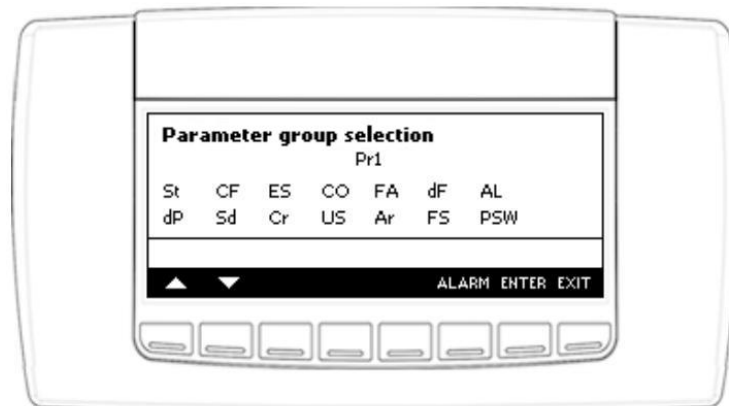 Parameter group selection
Pr1
St CF ES CO FA dF AL
dP Sd Cr US Ar FS PSW
ALARM ENTER EXIT